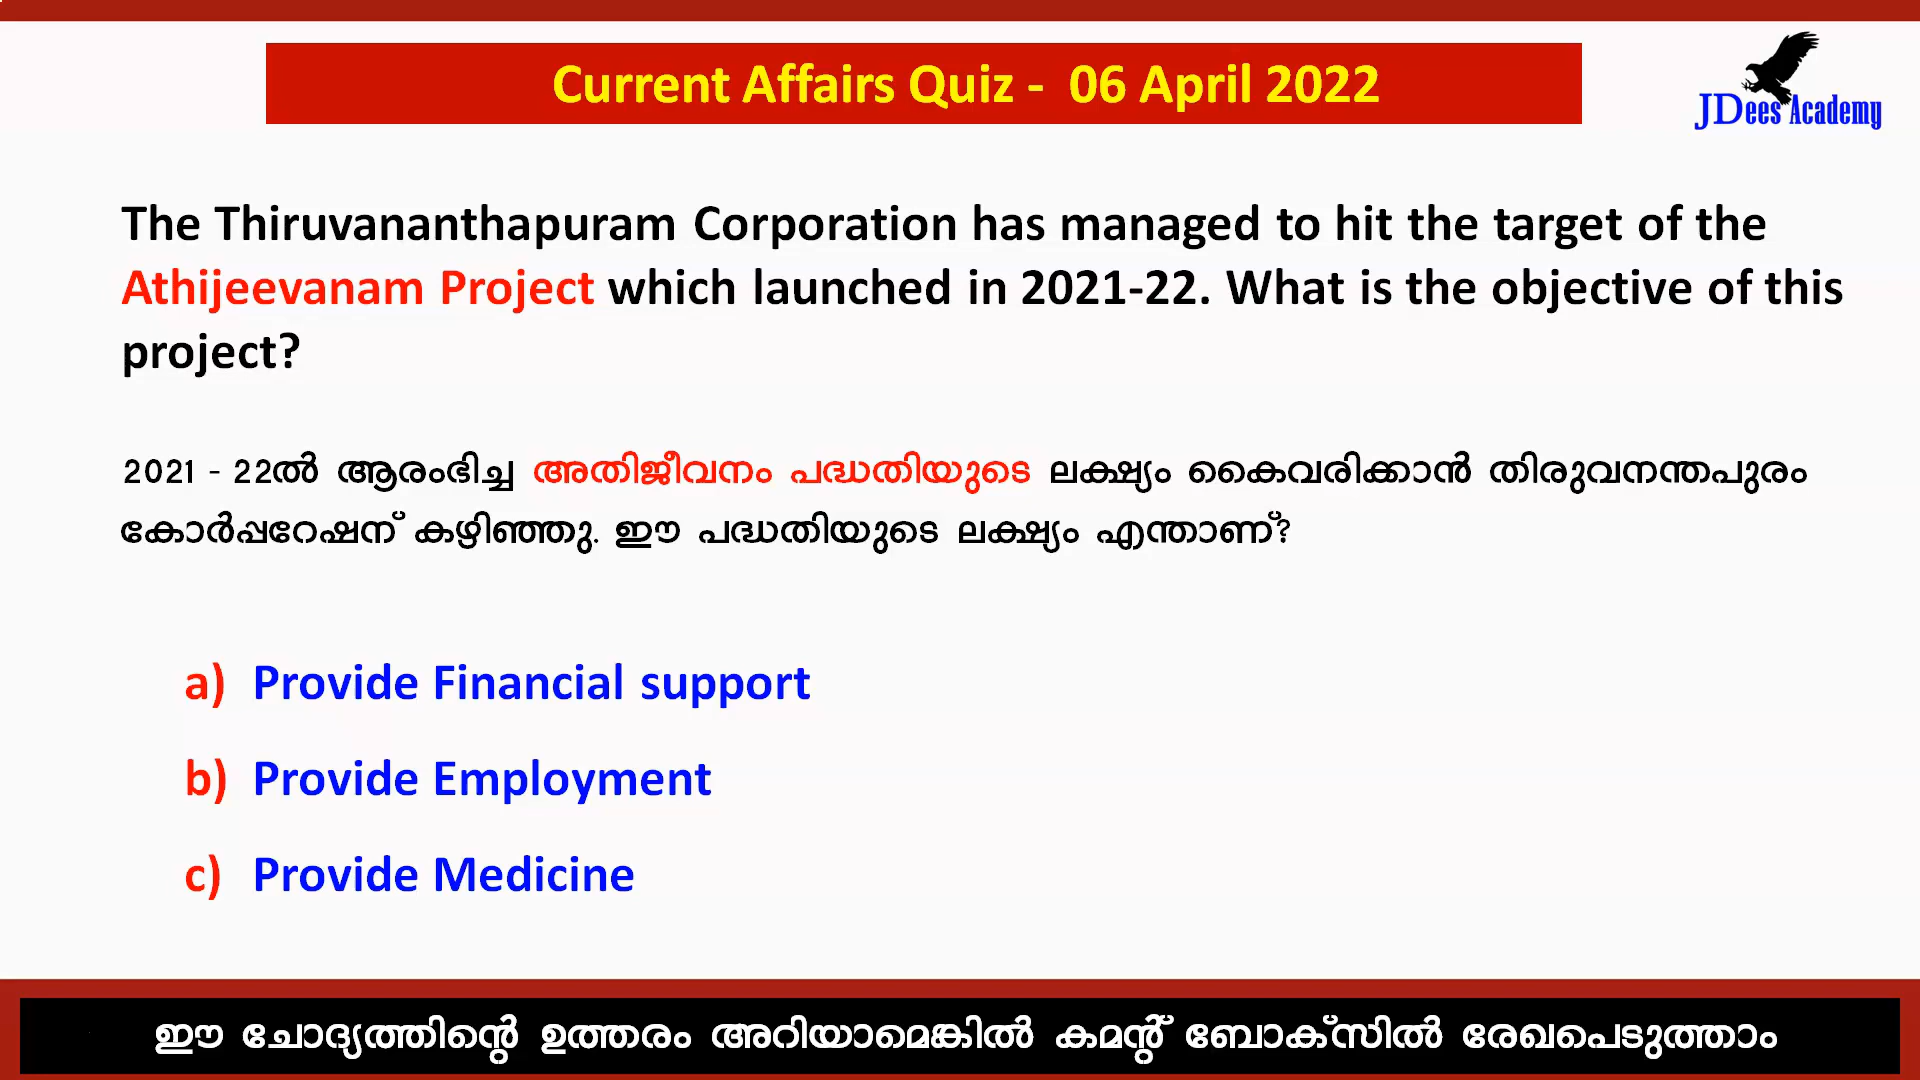 Current Affairs Quiz - 06 April 2022
JDees Academy
The Thiruvananthapuram Corporation has managed to hit the target of the
Athijeevanam Project which launched in 2021-22. What is the objective of this
project?
2021 - 22ൽ ആരംഭിച്ച അതിജീവനം പദ്ധതിയുടെ ലക്ഷ്യം കൈവരിക്കാൻ തിരുവനന്തപുരം
കോർപ്പറേഷന് കഴിഞ്ഞു. ഈ പദ്ധതിയുടെ ലക്ഷ്യം എന്താണ്?
a) Provide Financial support
b) Provide Employment
c) Provide Medicine
ഈ ചോദ്യത്തിന്റെ ഉത്തരം അറിയാമെങ്കിൽ കമന്റ് ബോക്സിൽ രേഖപെടുത്താം